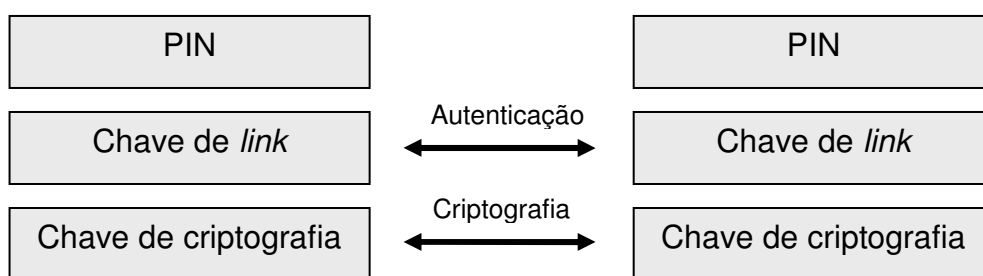 PIN
PIN
Autenticação
Chave de link
Chave de link
Criptografia
Chave de criptografia
Chave de criptografia